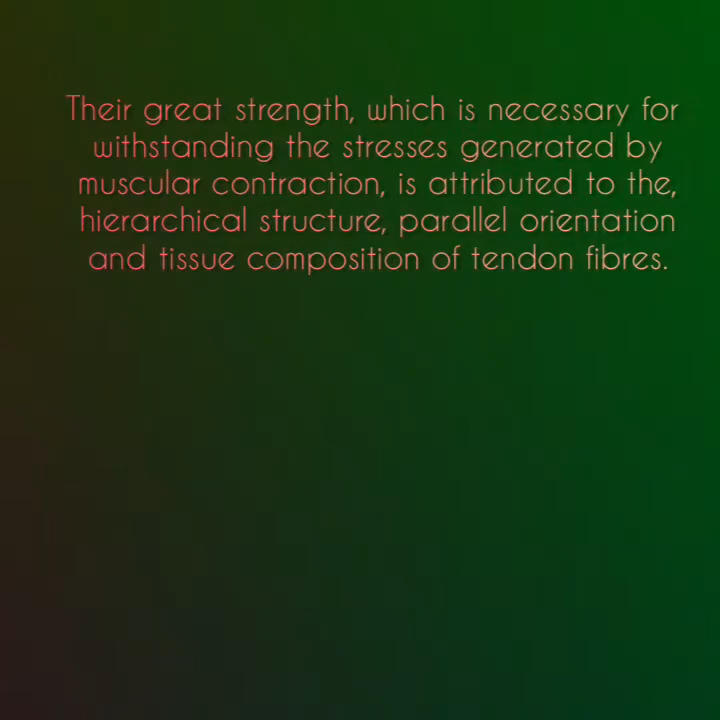 Their great strength, which is necessary for
withstanding the stresses generated by
muscular contraction, is attributed to the,
hierarchical structure, parallel orientation
and tissue composition of tendon fibres.